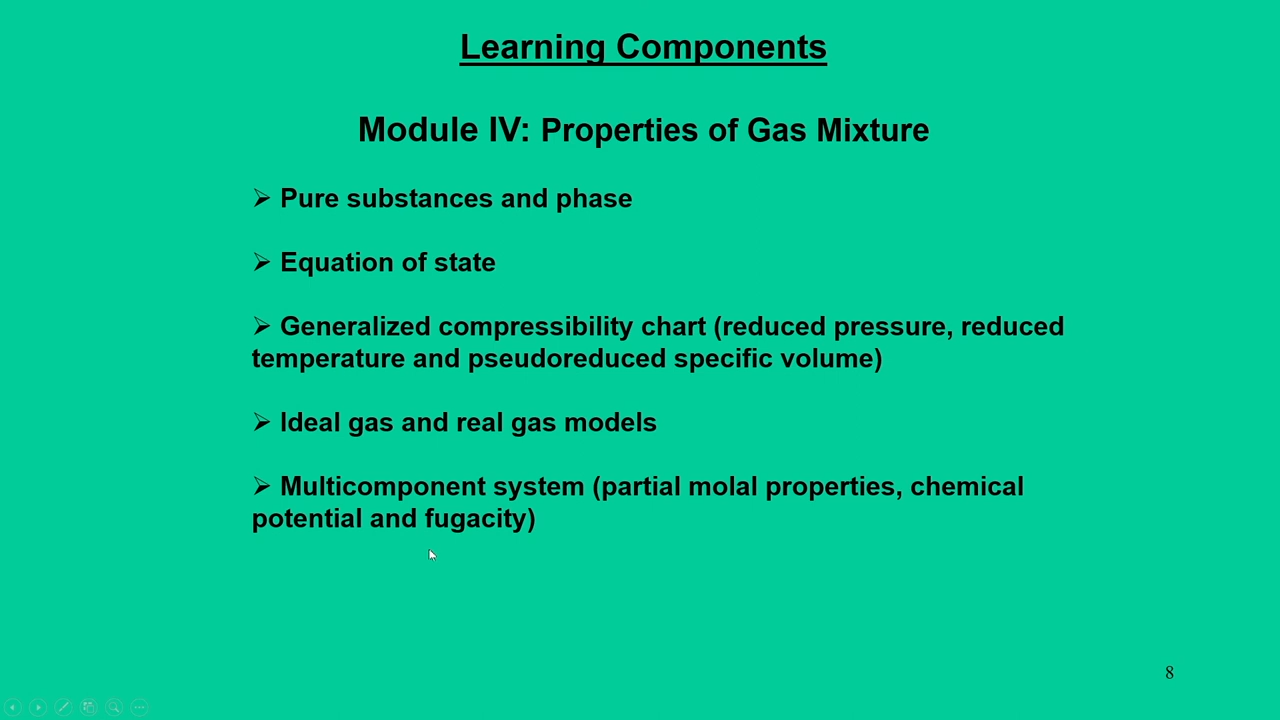 Learning Components
Module IV: Properties of Gas Mixture
➢ Pure substances and phase
➢ Equation of state
➢ Generalized compressibility chart (reduced pressure, reduced
temperature and pseudoreduced specific volume)
➢ Ideal gas and real gas models
➢ Multicomponent system (partial molal properties, chemical
potential and fugacity)
8